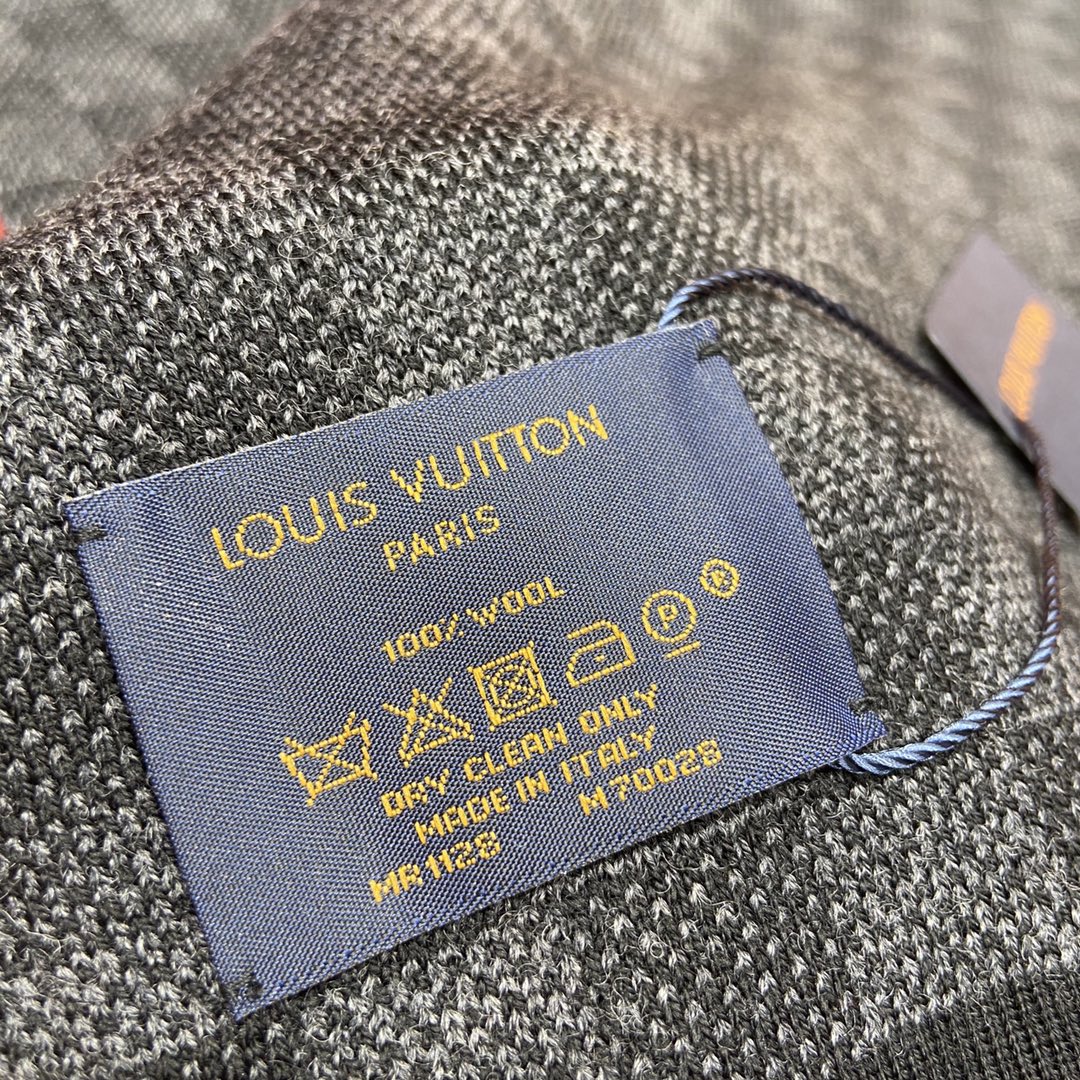 LOUIS VUITTON
PARIS
100% WOOL
P
®
DRY CLEAN ONLY
MADE IN ITALY
MR1128 M70028